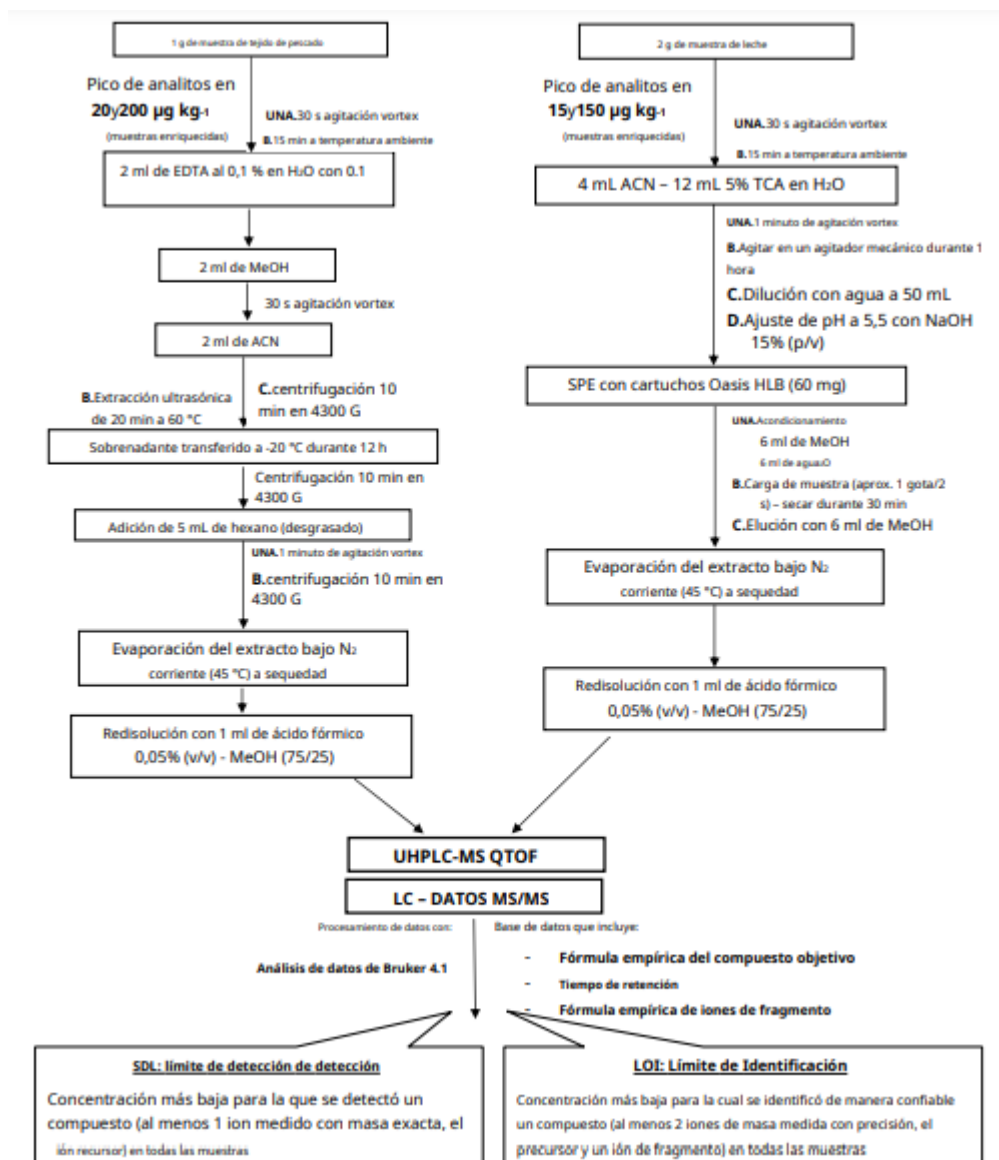 1 g de muestra de tejido de pescado
Pico de analitos en
20y200 µg kg-1
(muestras enriquecidas)
UNA.30 s agitación vortex
B.15 min a temperatura ambiente
2 ml de EDTA al 0,1 % en H2O con 0.1
2 ml de MeOH
30 s agitación vortex
2 ml de ACN
B.Extracción ultrasónica
de 20 min a 60 °C
C.centrifugación 10
min en 4300 G
Sobrenadante transferido a -20 °C durante 12 h
Centrifugación 10 min en
4300 G
Adición de 5 mL de hexano (desgrasado)
UNA.1 minuto de agitación vortex
B.centrifugación 10 min en
4300 G
Evaporación del extracto bajo N2
corriente (45 °C) a sequedad
Redisolución con 1 ml de ácido fórmico
0,05% (v/v) - MeOH (75/25)
2 g de muestra de leche
Pico de analitos en
15y150 µg kg-1
(muestras enriquecidas)
UNA.30 s agitación vortex
B.15 min a temperatura ambiente
4 mL ACN – 12 mL 5% TCA en H2O
UNA.1 minuto de agitación vortex
B.Agitar en un agitador mecánico durante 1
hora
C.Dilución con agua a 50 mL
D.Ajuste de pH a 5,5 con NaOH
15% (p/v)
SPE con cartuchos Oasis HLB (60 mg)
UNA.Acondicionamiento
6 ml de MeOH
6 ml de agua2O
B.Carga de muestra (aprox. 1 gota/2
s) – secar durante 30 min
C.Elución con 6 ml de MeOH
Evaporación del extracto bajo N2
corriente (45 °C) a sequedad
Redisolución con 1 ml de ácido fórmico
0,05% (v/v) - MeOH (75/25)
UHPLC-MS QTOF
LC – DATOS MS/MS
Procesamiento de datos con:
Análisis de datos de Bruker 4.1
Base de datos que incluye:
- Fórmula empírica del compuesto objetivo
- Tiempo de retención
- Fórmula empírica de iones de fragmento
SDL: límite de detección de detección
Concentración más baja para la que se detectó un
compuesto (al menos 1 ion medido con masa exacta, el
ión recursor) en todas las muestras
LOI: Límite de Identificación
Concentración más baja para la cual se identificó de manera confiable
un compuesto (al menos 2 iones de masa medida con precisión, el
precursor y un ión de fragmento) en todas las muestras